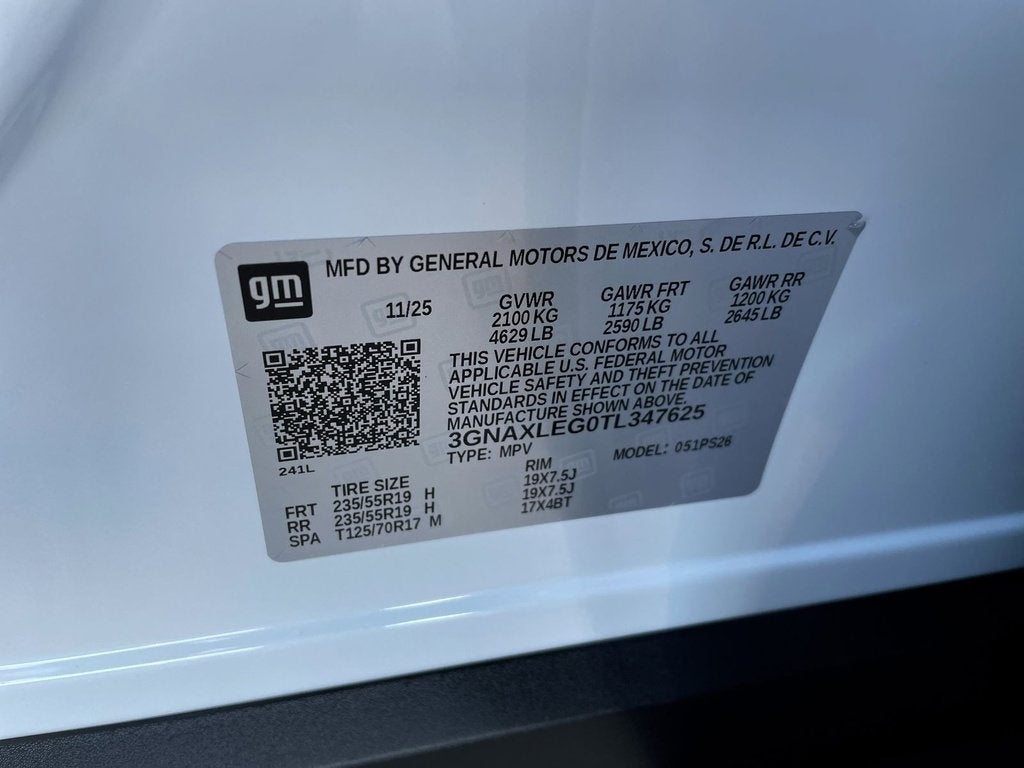 gm
MFD BY GENERAL MOTORS DE MEXICO, S. DE R.L. DE C.V.
11/25
GVWR
2100 KG
4629 LB
GAWR FRT
1175 KG
2590 LB
GAWR RR
1200 KG
2645 LB
THIS VEHICLE CONFORMS TO ALL
APPLICABLE U.S. FEDERAL MOTOR
VEHICLE SAFETY AND THEFT PREVENTION
STANDARDS IN EFFECT ON THE DATE OF
MANUFACTURE SHOWN ABOVE.
3GNAXLEG0TL347625
TYPE: MPV MODEL: 051PS26
241L
TIRE SIZE RIM
FRT 235/55R19 H 19X7.5J
RR 235/55R19 H 19X7.5J
SPA T125/70R17 M 17X4BT